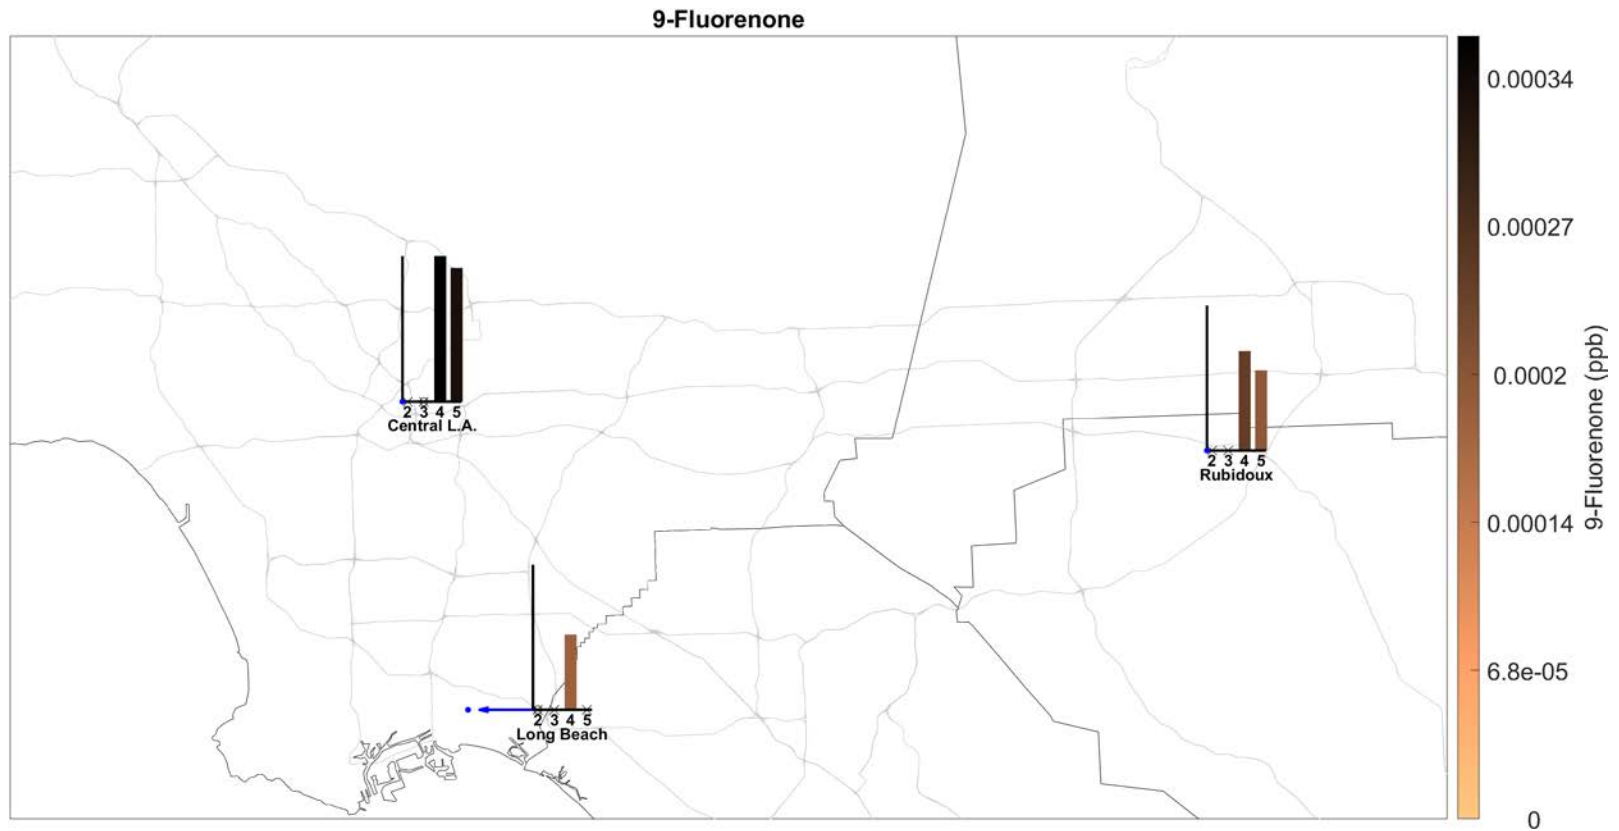 9-Fluorenone
2 3 4 5
Central L.A.
2 3 4 5
Rubidoux
2 3 4 5
Long Beach
0.00034
0.00027
0.0002
0.00014
6.8e-05
0
9-Fluorenone (ppb)